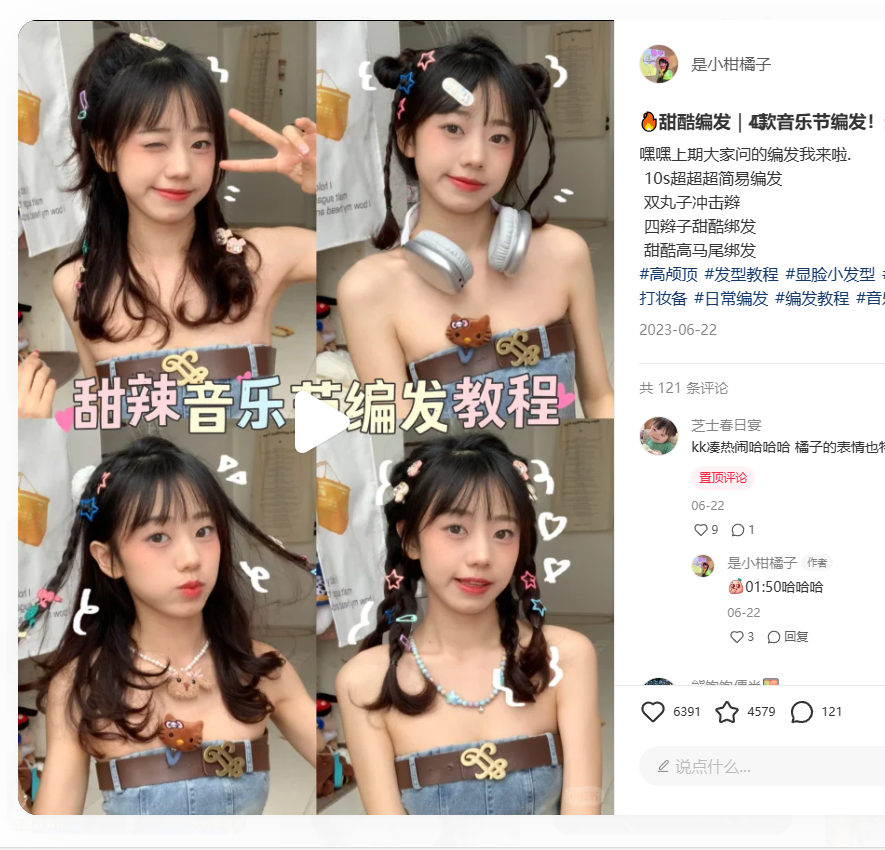 甜辣音乐节编发教程
是小柑橘子
🔥甜酷编发｜4款音乐节编发！
嘿嘿上期大家问的编发我来啦.
10s超超超简易编发
双丸子冲击辫
四辫子甜酷绑发
甜酷高马尾绑发
#高颅顶 #发型教程 #显脸小发型
打妆备 #日常编发 #编发教程 #音
2023-06-22
共 121 条评论
芝士春日宴
kk凑热闹哈哈哈 橘子的表情也
置顶评论
06-22
9 1
是小柑橘子 作者
01:50哈哈哈
06-22
3 回复
6391 4579 121
说点什么...